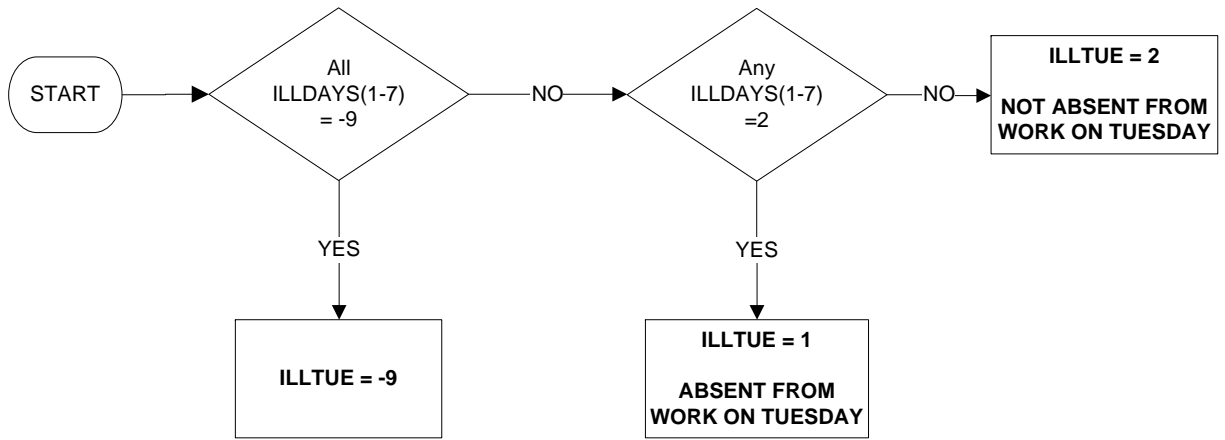 START
All
ILLDAYS(1-7)
= -9
NO
Any
ILLDAYS(1-7)
=2
NO
ILLTUE = 2
NOT ABSENT FROM
WORK ON TUESDAY
YES
YES
ILLTUE = -9
ILLTUE = 1
ABSENT FROM
WORK ON TUESDAY